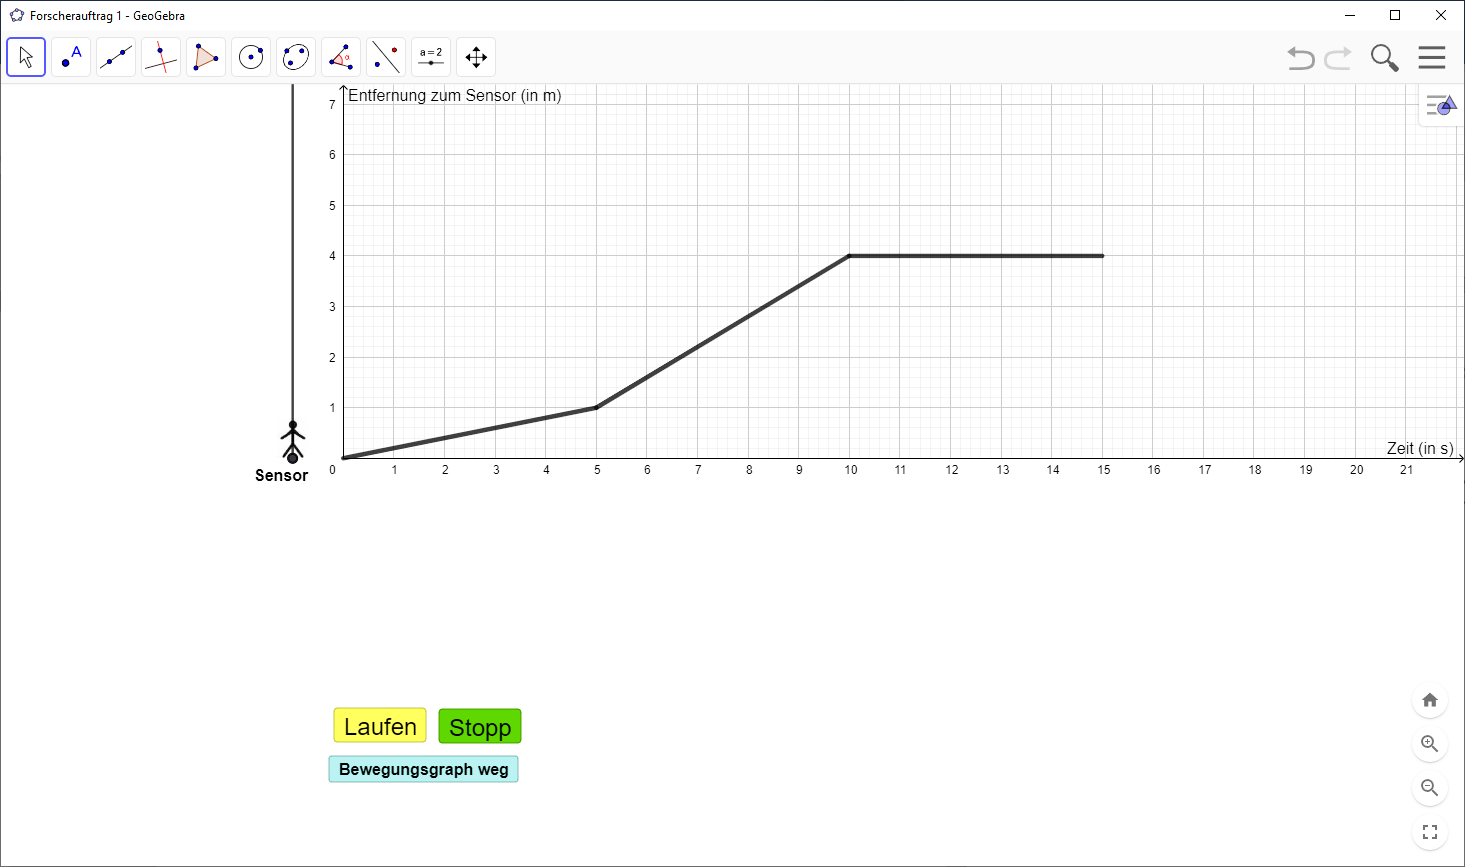 Forscherauftrag 1 - GeoGebra
A
α
a = 2
Entfernung zum Sensor (in m)
7
6
5
4
3
2
1
Zeit (in s)
0 1 2 3 4 5 6 7 8 9 10 11 12 13 14 15 16 17 18 19 20 21
Sensor
Laufen Stopp
Bewegungsgraph weg